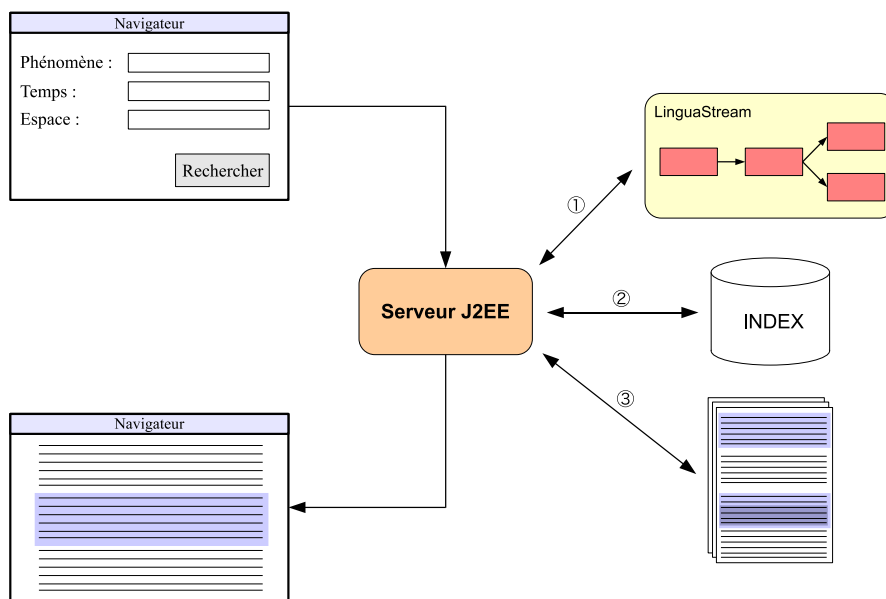 Navigateur
Phénomène :
Temps :
Espace :
Rechercher
LinguaStream
①
Serveur J2EE
②
INDEX
③
Navigateur